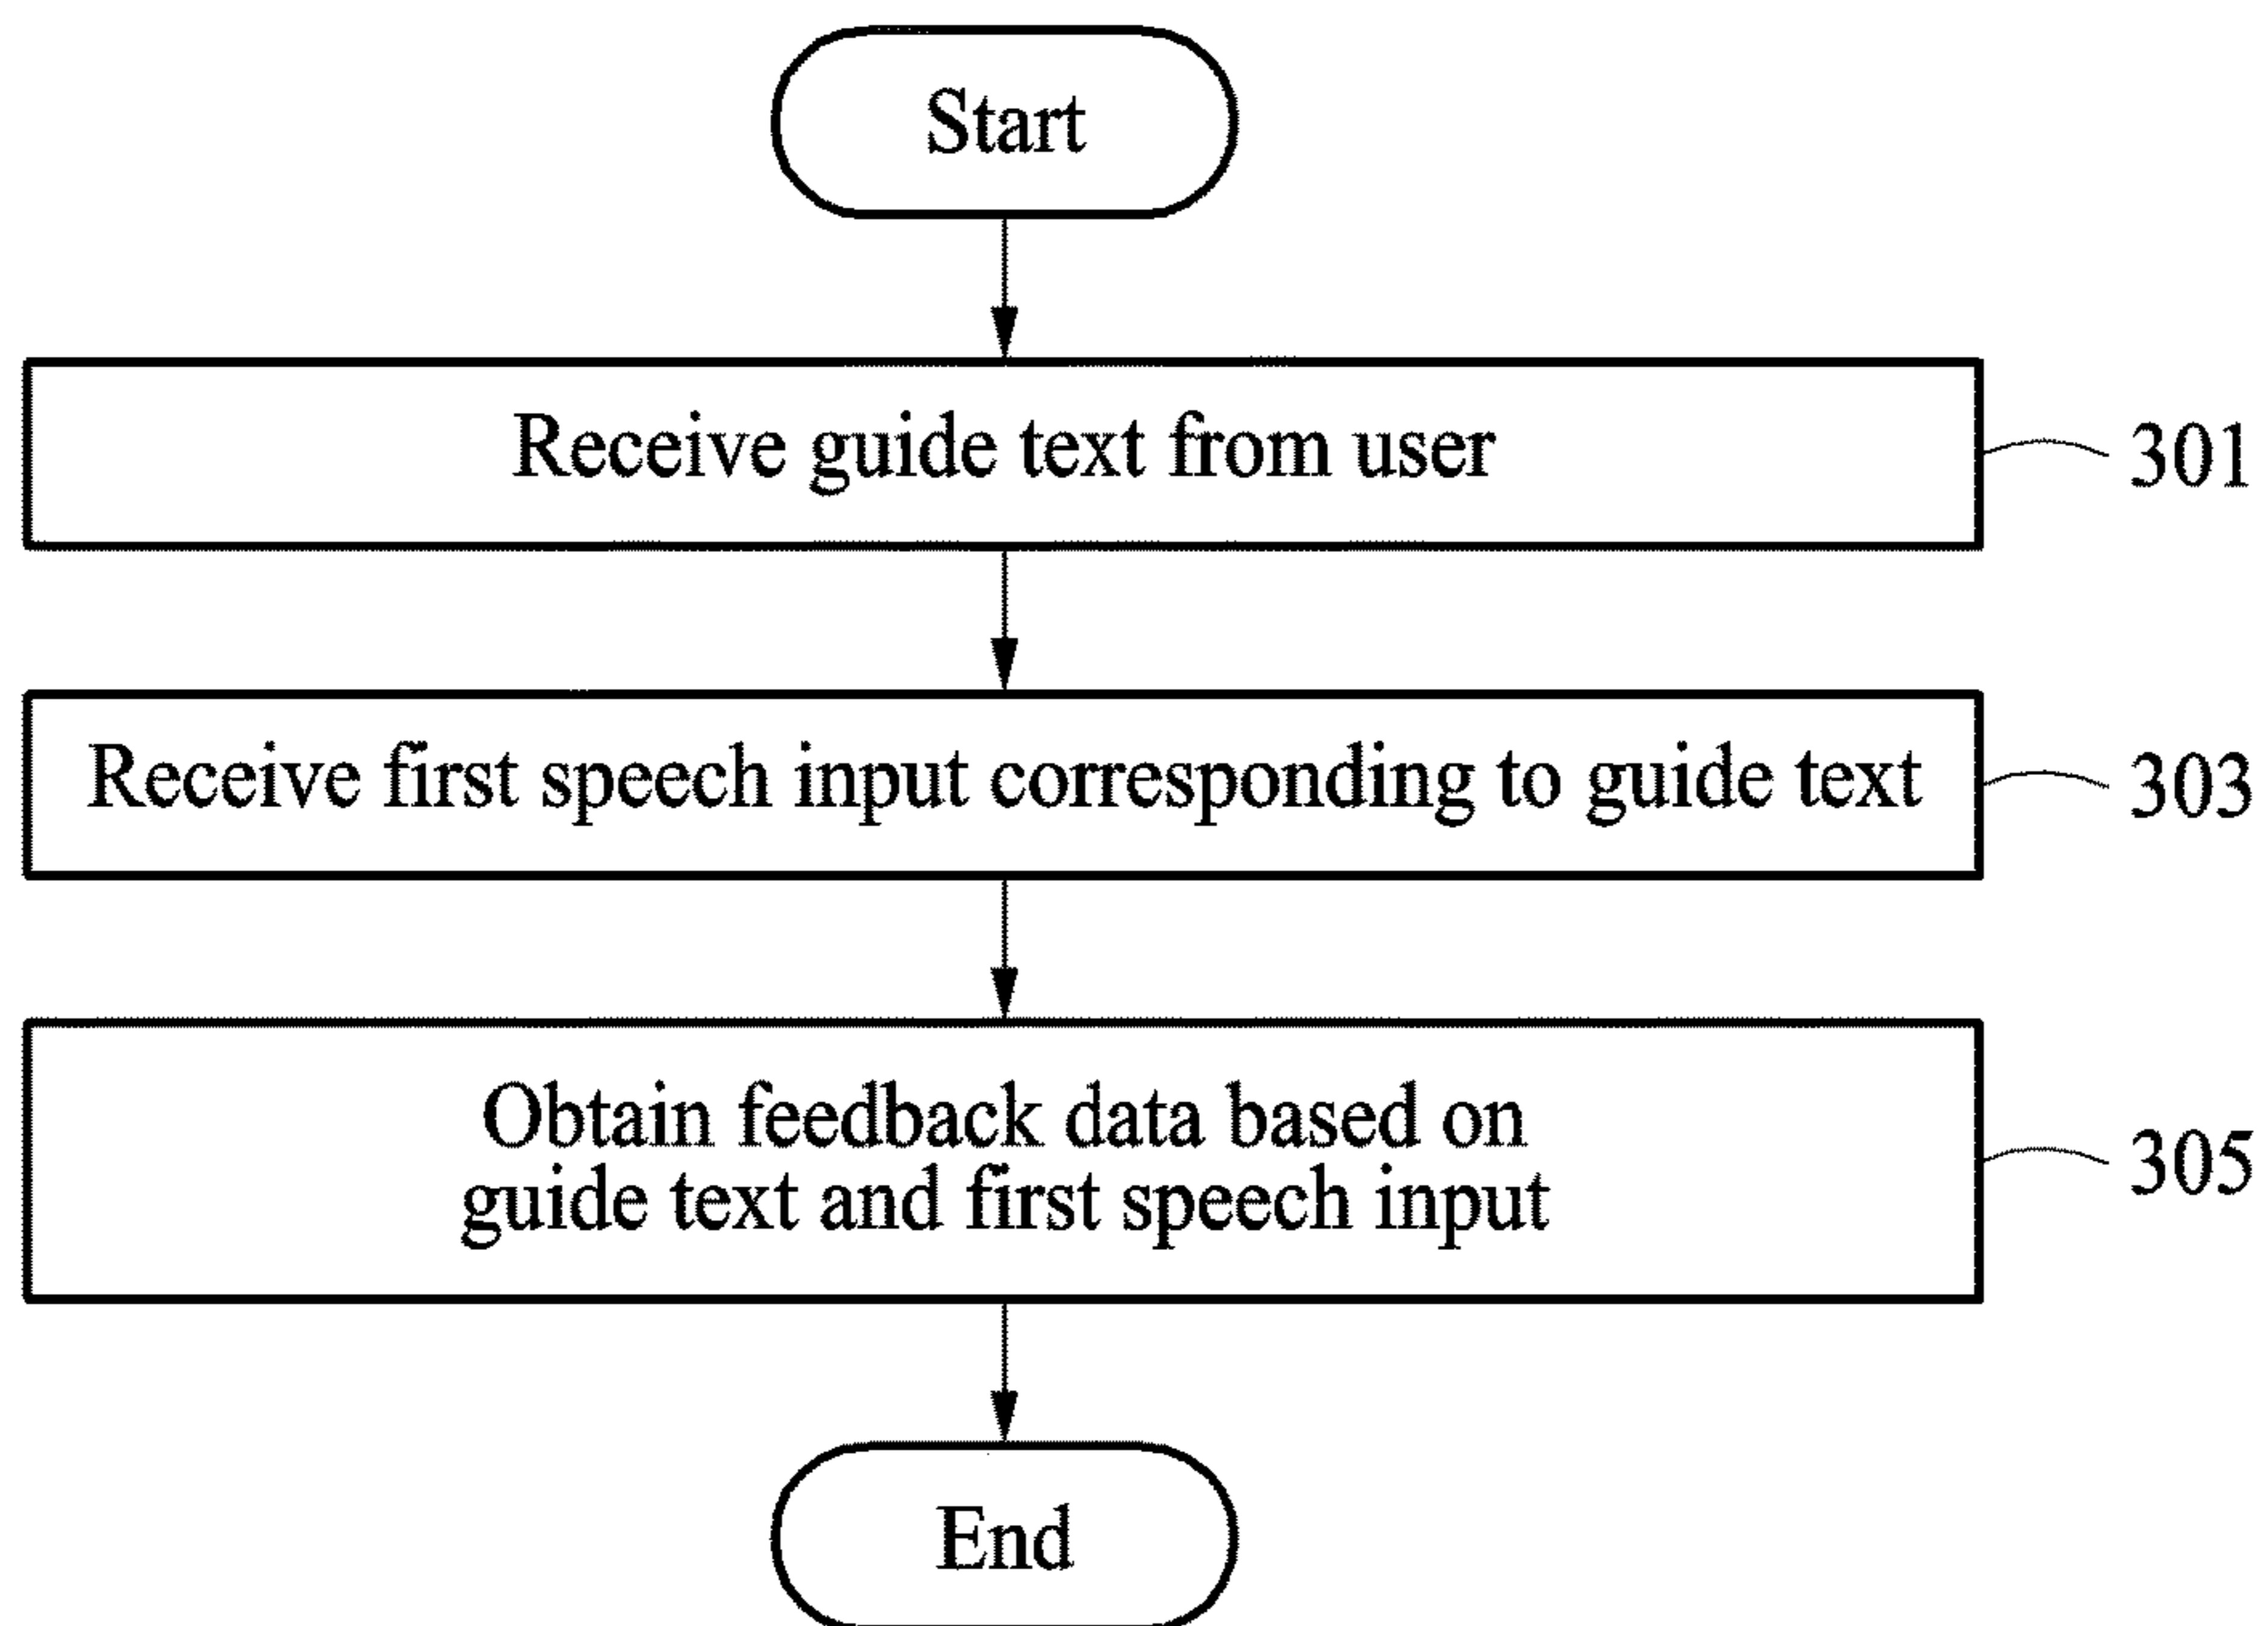 Start
Receive guide text from user
301
Receive first speech input corresponding to guide text
303
Obtain feedback data based on
guide text and first speech input
305
End